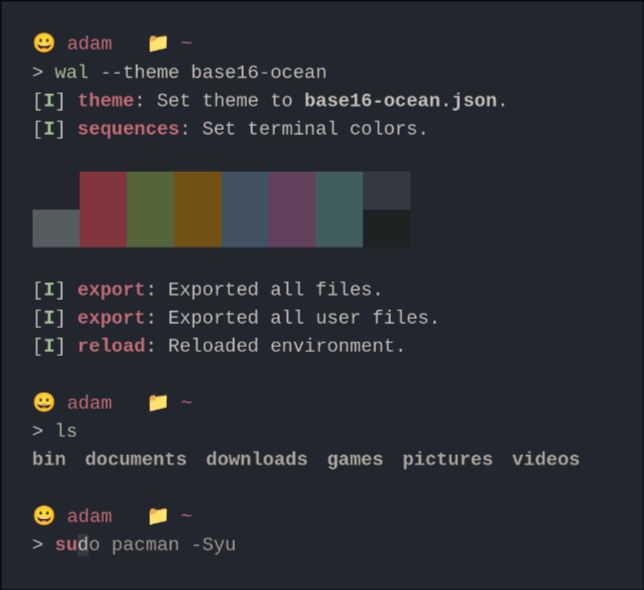 😀 adam 📁 ~
> wal --theme base16-ocean
[I] theme: Set theme to base16-ocean.json.
[I] sequences: Set terminal colors.
[I] export: Exported all files.
[I] export: Exported all user files.
[I] reload: Reloaded environment.
😀 adam 📁 ~
> ls
bin documents downloads games pictures videos
😀 adam 📁 ~
> sudo pacman -Syu